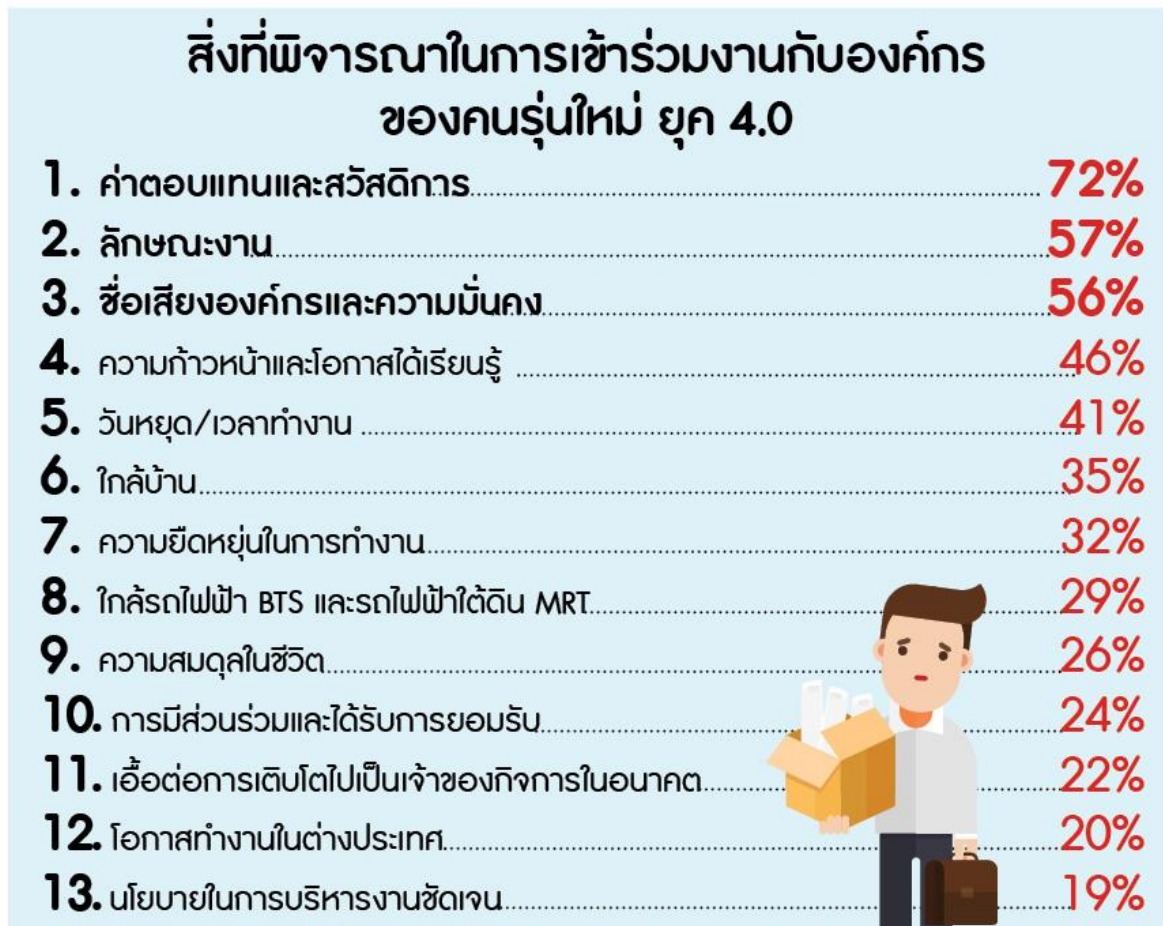 สิ่งที่พิจารณาในการเข้าร่วมงานกับองค์กร
ของคนรุ่นใหม่ ยุค 4.0
1. ค่าตอบแทนและสวัสดิการ 72%
2. ลักษณะงาน 57%
3. ชื่อเสียงองค์กรและความมั่นคง 56%
4. ความก้าวหน้าและโอกาสได้เรียนรู้ 46%
5. วันหยุด/เวลาทำงาน 41%
6. ใกล้บ้าน 35%
7. ความยืดหยุ่นในการทำงาน 32%
8. ใกล้รถไฟฟ้า BTS และรถไฟฟ้าใต้ดิน MRT 29%
9. ความสมดุลในชีวิต 26%
10. การมีส่วนร่วมและได้รับการยอมรับ 24%
11. เอื้อต่อการเติบโตไปเป็นเจ้าของกิจการในอนาคต 22%
12. โอกาสทำงานในต่างประเทศ 20%
13. นโยบายในการบริหารงานชัดเจน 19%